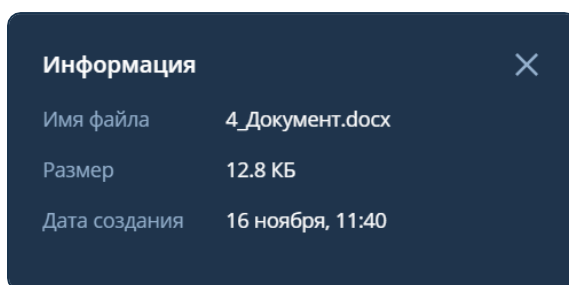 Информация
Имя файла 4_Документ.docx
Размер 12.8 КБ
Дата создания 16 ноября, 11:40